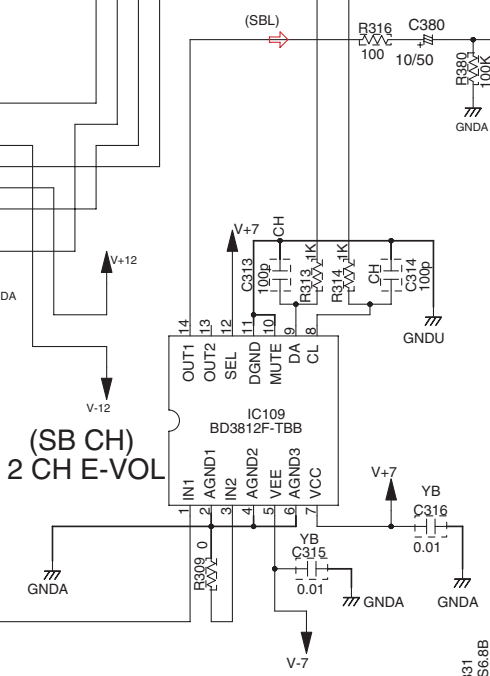 (SBL)
R316
100
C380
+
10/50
R380
100K
GNDA
V+7
CH
C313
100p
R313
1K
R314
1K
CH
C314
100p
V+12
DA
GNDU
V-12
14
13
12
11
10
9
8
OUT1
OUT2
SEL
DGND
MUTE
DA
CL
IC109
BD3812F-TBB
(SB CH)
2 CH E-VOL
IN1
AGND1
IN2
AGND2
VEE
AGND3
VCC
1
2
3
4
5
6
7
V+7
YB
C316
0.01
GNDA
R309
0
YB
C315
0.01
GNDA
GNDA
V-7
S6.8B